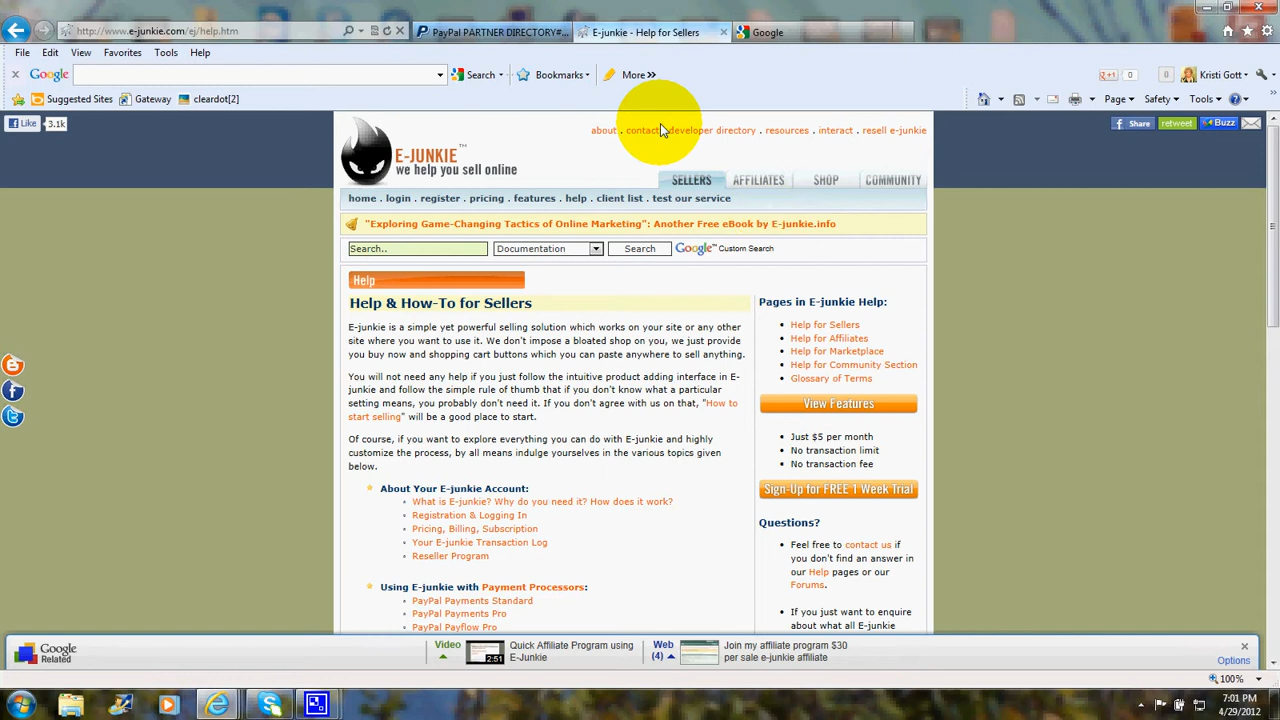 http://www.e-junkie.com/ej/help.htm
PayPal PARTNER DIRECTORY#...
E-junkie - Help for Sellers
Google
File Edit View Favorites Tools Help
Google Search Bookmarks More »
+1 0 0 Kristi Gott
Suggested Sites Gateway cleardot[2]
Page Safety Tools
Like 3.1k
Share retweet Buzz
about . contact . developer directory . resources . interact . resell e-junkie
E-JUNKIE™
we help you sell online
SELLERS AFFILIATES SHOP COMMUNITY
home . login . register . pricing . features . help . client list . test our service
"Exploring Game-Changing Tactics of Online Marketing": Another Free eBook by E-junkie.info
Search.. Documentation Search Google™ Custom Search
Help
Help & How-To for Sellers
E-junkie is a simple yet powerful selling solution which works on your site or any other
site where you want to use it. We don't impose a bloated shop on you, we just provide
you buy now and shopping cart buttons which you can paste anywhere to sell anything.
You will not need any help if you just follow the intuitive product adding interface in E-
junkie and follow the simple rule of thumb that if you don't know what a particular
setting means, you probably don't need it. If you don't agree with us on that, "How to
start selling" will be a good place to start.
Of course, if you want to explore everything you can do with E-junkie and highly
customize the process, by all means indulge yourselves in the various topics given
below.
About Your E-junkie Account:
What is E-junkie? Why do you need it? How does it work?
Registration & Logging In
Pricing, Billing, Subscription
Your E-junkie Transaction Log
Reseller Program
Using E-junkie with Payment Processors:
PayPal Payments Standard
PayPal Payments Pro
PayPal Payflow Pro
Pages in E-junkie Help:
Help for Sellers
Help for Affiliates
Help for Marketplace
Help for Community Section
Glossary of Terms
View Features
Just $5 per month
No transaction limit
No transaction fee
Sign-Up for FREE 1 Week Trial
Questions?
Feel free to contact us if
you don't find an answer in
our Help pages or our
Forums.
If you just want to enquire
about what all E-junkie
Google
Related
Video
Quick Affiliate Program using
E-Junkie
2:51
Web
(4)
Join my affiliate program $30
per sale e-junkie affiliate
Options
100%
7:01 PM
4/29/2012